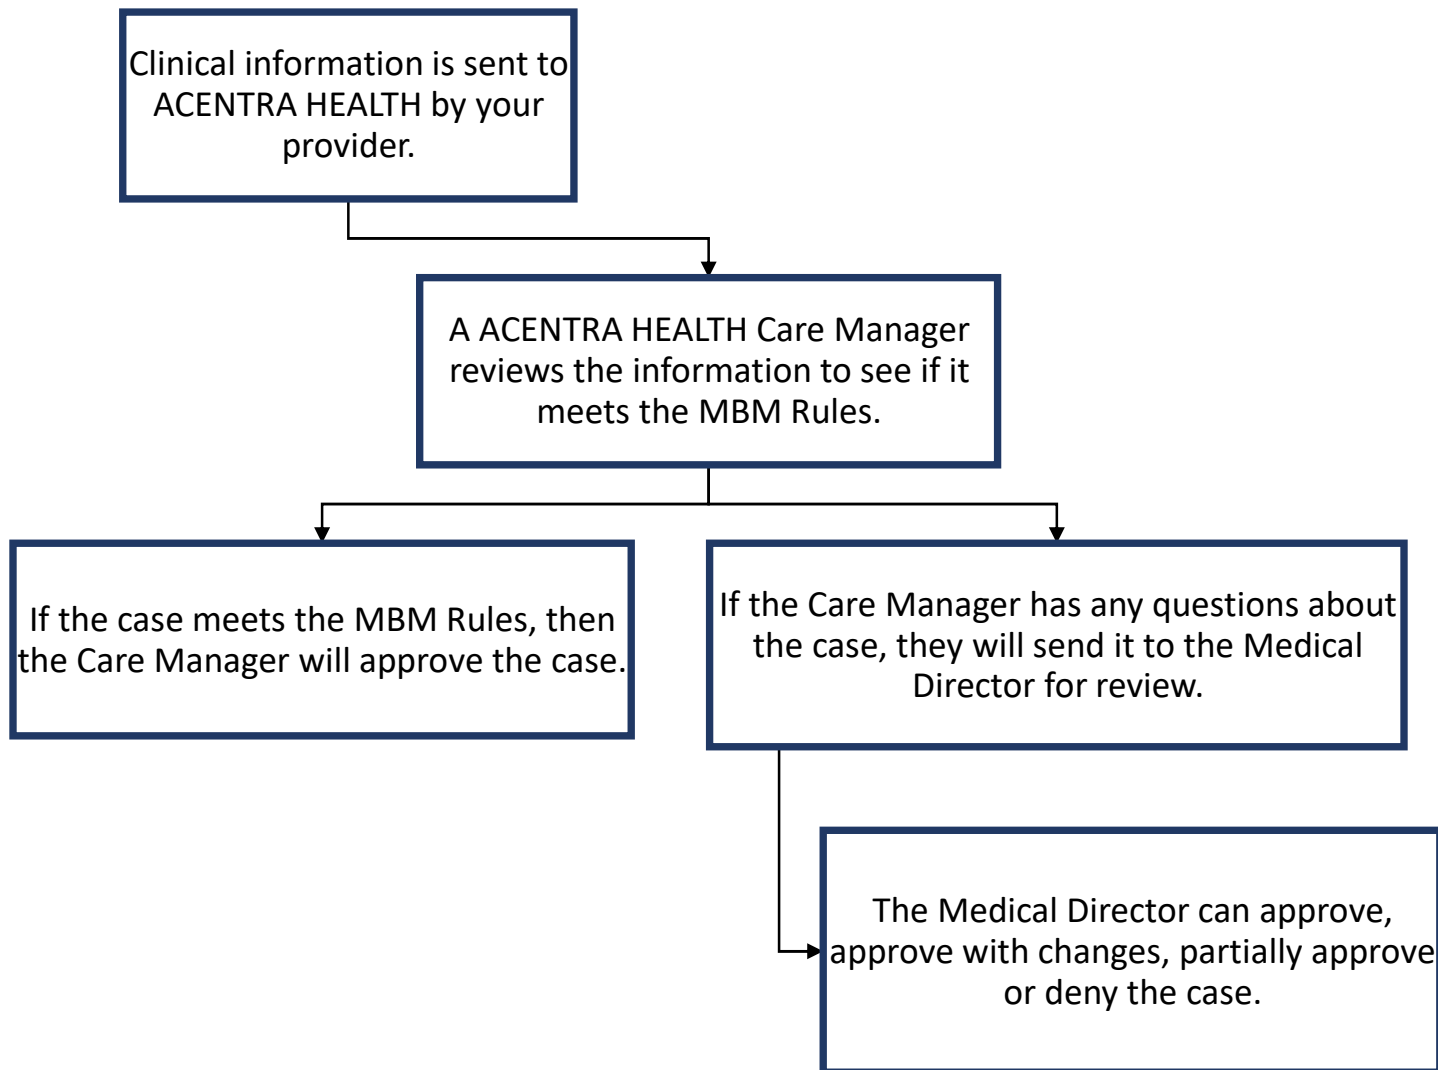 Clinical information is sent to
ACENTRA HEALTH by your
provider.
A ACENTRA HEALTH Care Manager
reviews the information to see if it
meets the MBM Rules.
If the case meets the MBM Rules, then
the Care Manager will approve the case.
If the Care Manager has any questions about
the case, they will send it to the Medical
Director for review.
The Medical Director can approve,
approve with changes, partially approve
or deny the case.